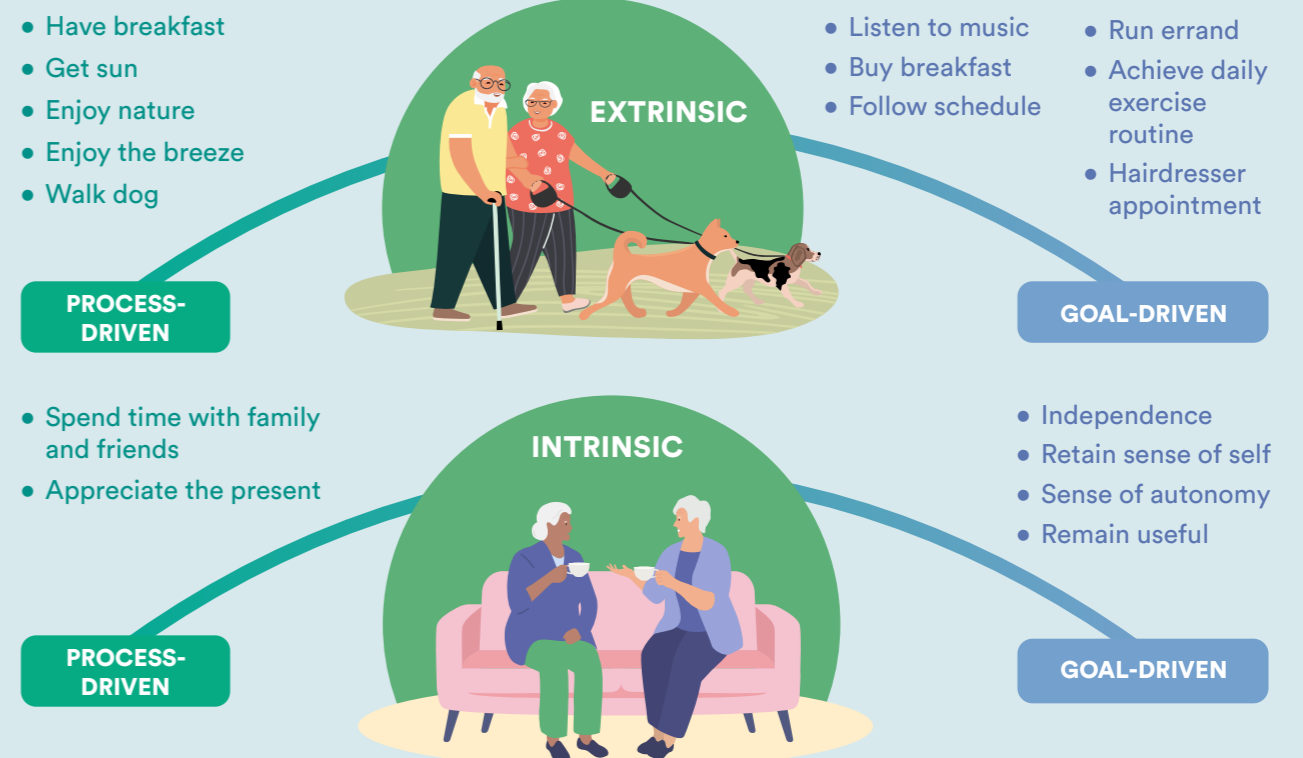 • Have breakfast
• Get sun
• Enjoy nature
• Enjoy the breeze
• Walk dog
EXTRINSIC
• Listen to music
• Buy breakfast
• Follow schedule
• Run errand
• Achieve daily
exercise
routine
• Hairdresser
appointment
PROCESS-
DRIVEN
GOAL-DRIVEN
• Spend time with family
and friends
• Appreciate the present
INTRINSIC
• Independence
• Retain sense of self
• Sense of autonomy
• Remain useful
PROCESS-
DRIVEN
GOAL-DRIVEN